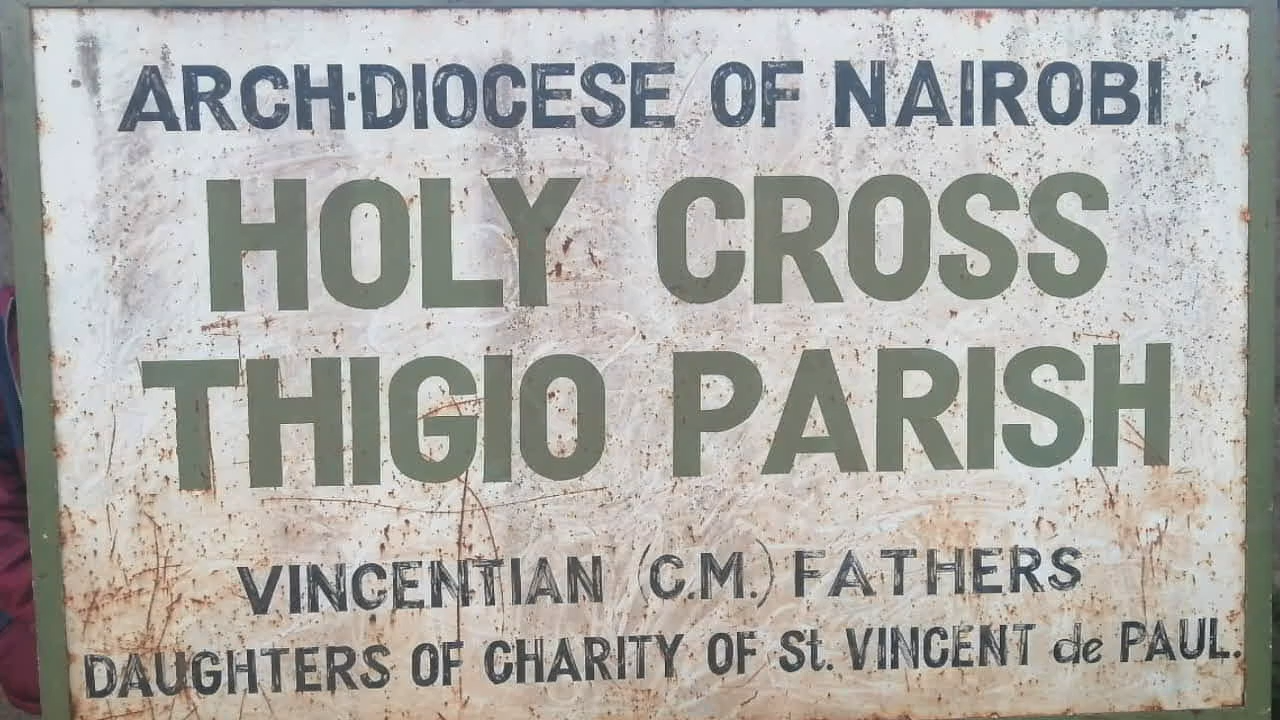 ARCH·DIOCESE OF NAIROBI
HOLY CROSS
THIGIO PARISH
VINCENTIAN (C.M.) FATHERS
DAUGHTERS OF CHARITY OF St. VINCENT de PAUL.